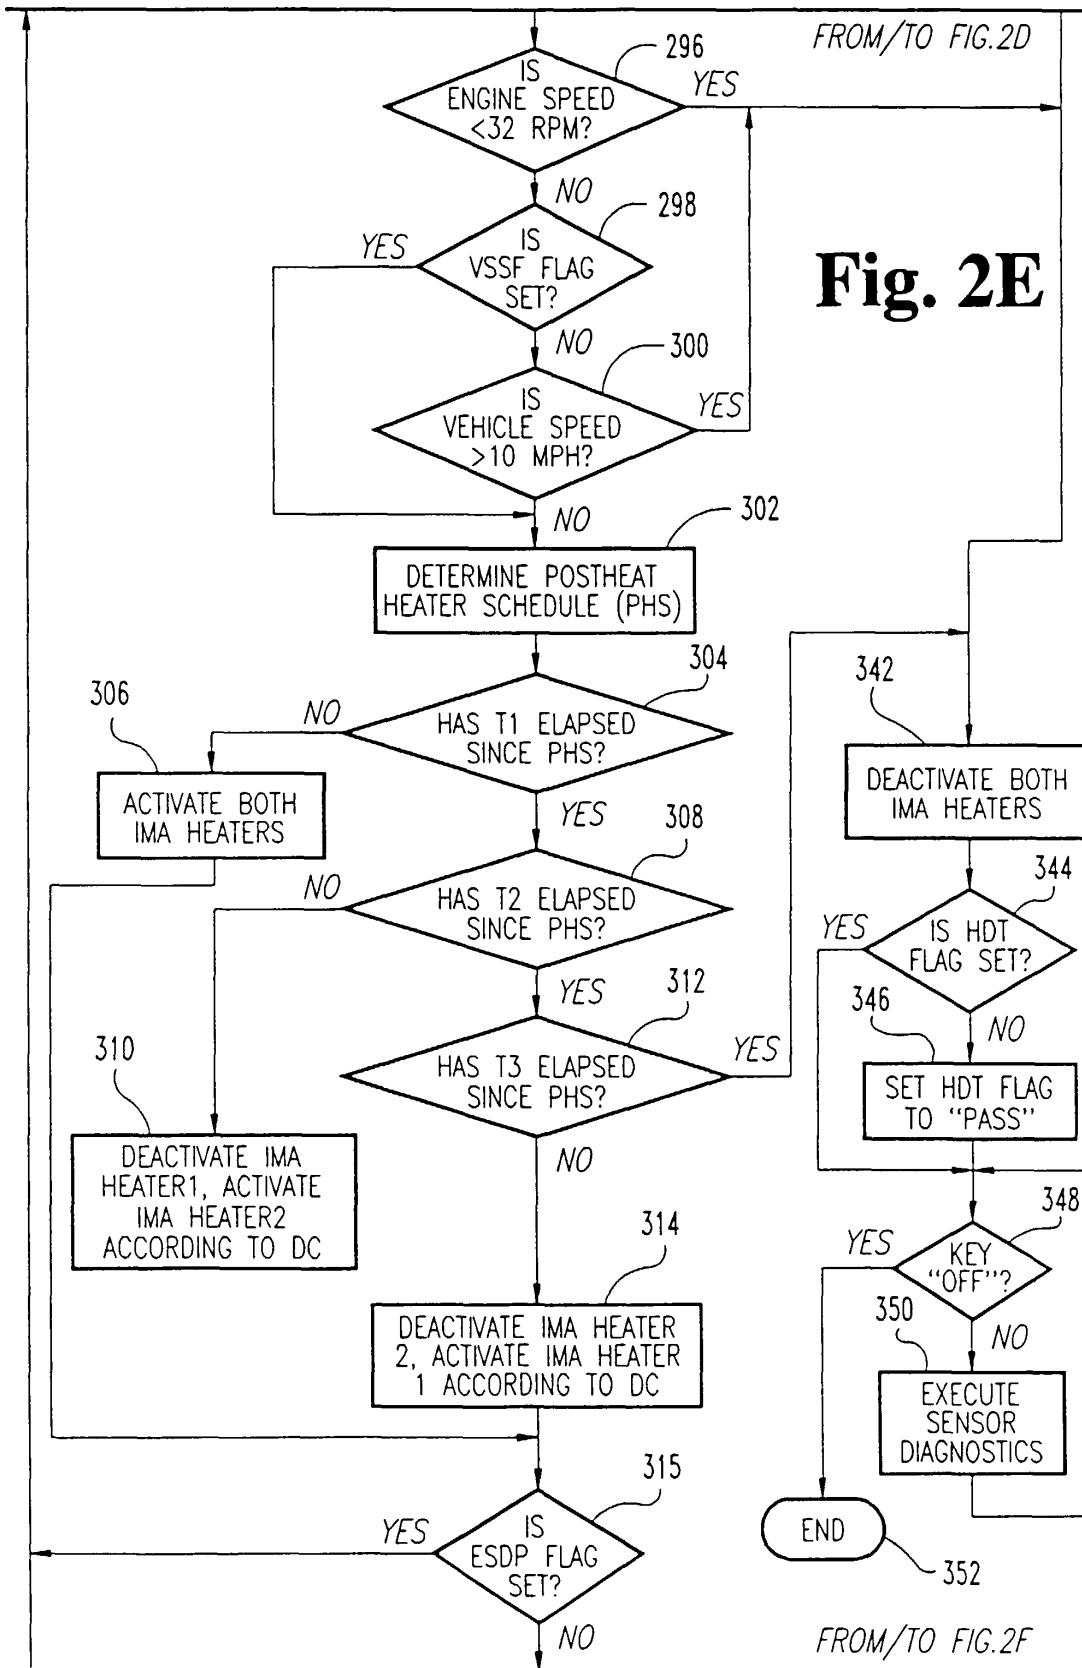 FROM/TO FIG.2D
296
IS
ENGINE SPEED
<32 RPM?
YES
NO
298
YES
IS
VSSF FLAG
SET?
Fig. 2E
NO
300
IS
VEHICLE SPEED
>10 MPH?
YES
NO
302
DETERMINE POSTHEAT
HEATER SCHEDULE (PHS)
304
NO
HAS T1 ELAPSED
SINCE PHS?
306
ACTIVATE BOTH
IMA HEATERS
YES
308
NO
HAS T2 ELAPSED
SINCE PHS?
YES
312
HAS T3 ELAPSED
SINCE PHS?
YES
310
DEACTIVATE IMA
HEATER1, ACTIVATE
IMA HEATER2
ACCORDING TO DC
NO
314
DEACTIVATE IMA HEATER
2, ACTIVATE IMA HEATER
1 ACCORDING TO DC
315
YES
IS
ESDP FLAG
SET?
NO
342
DEACTIVATE BOTH
IMA HEATERS
344
YES
IS HDT
FLAG SET?
346
NO
SET HDT FLAG
TO "PASS"
348
YES
KEY
"OFF"?
350
NO
EXECUTE
SENSOR
DIAGNOSTICS
END
352
FROM/TO FIG.2F